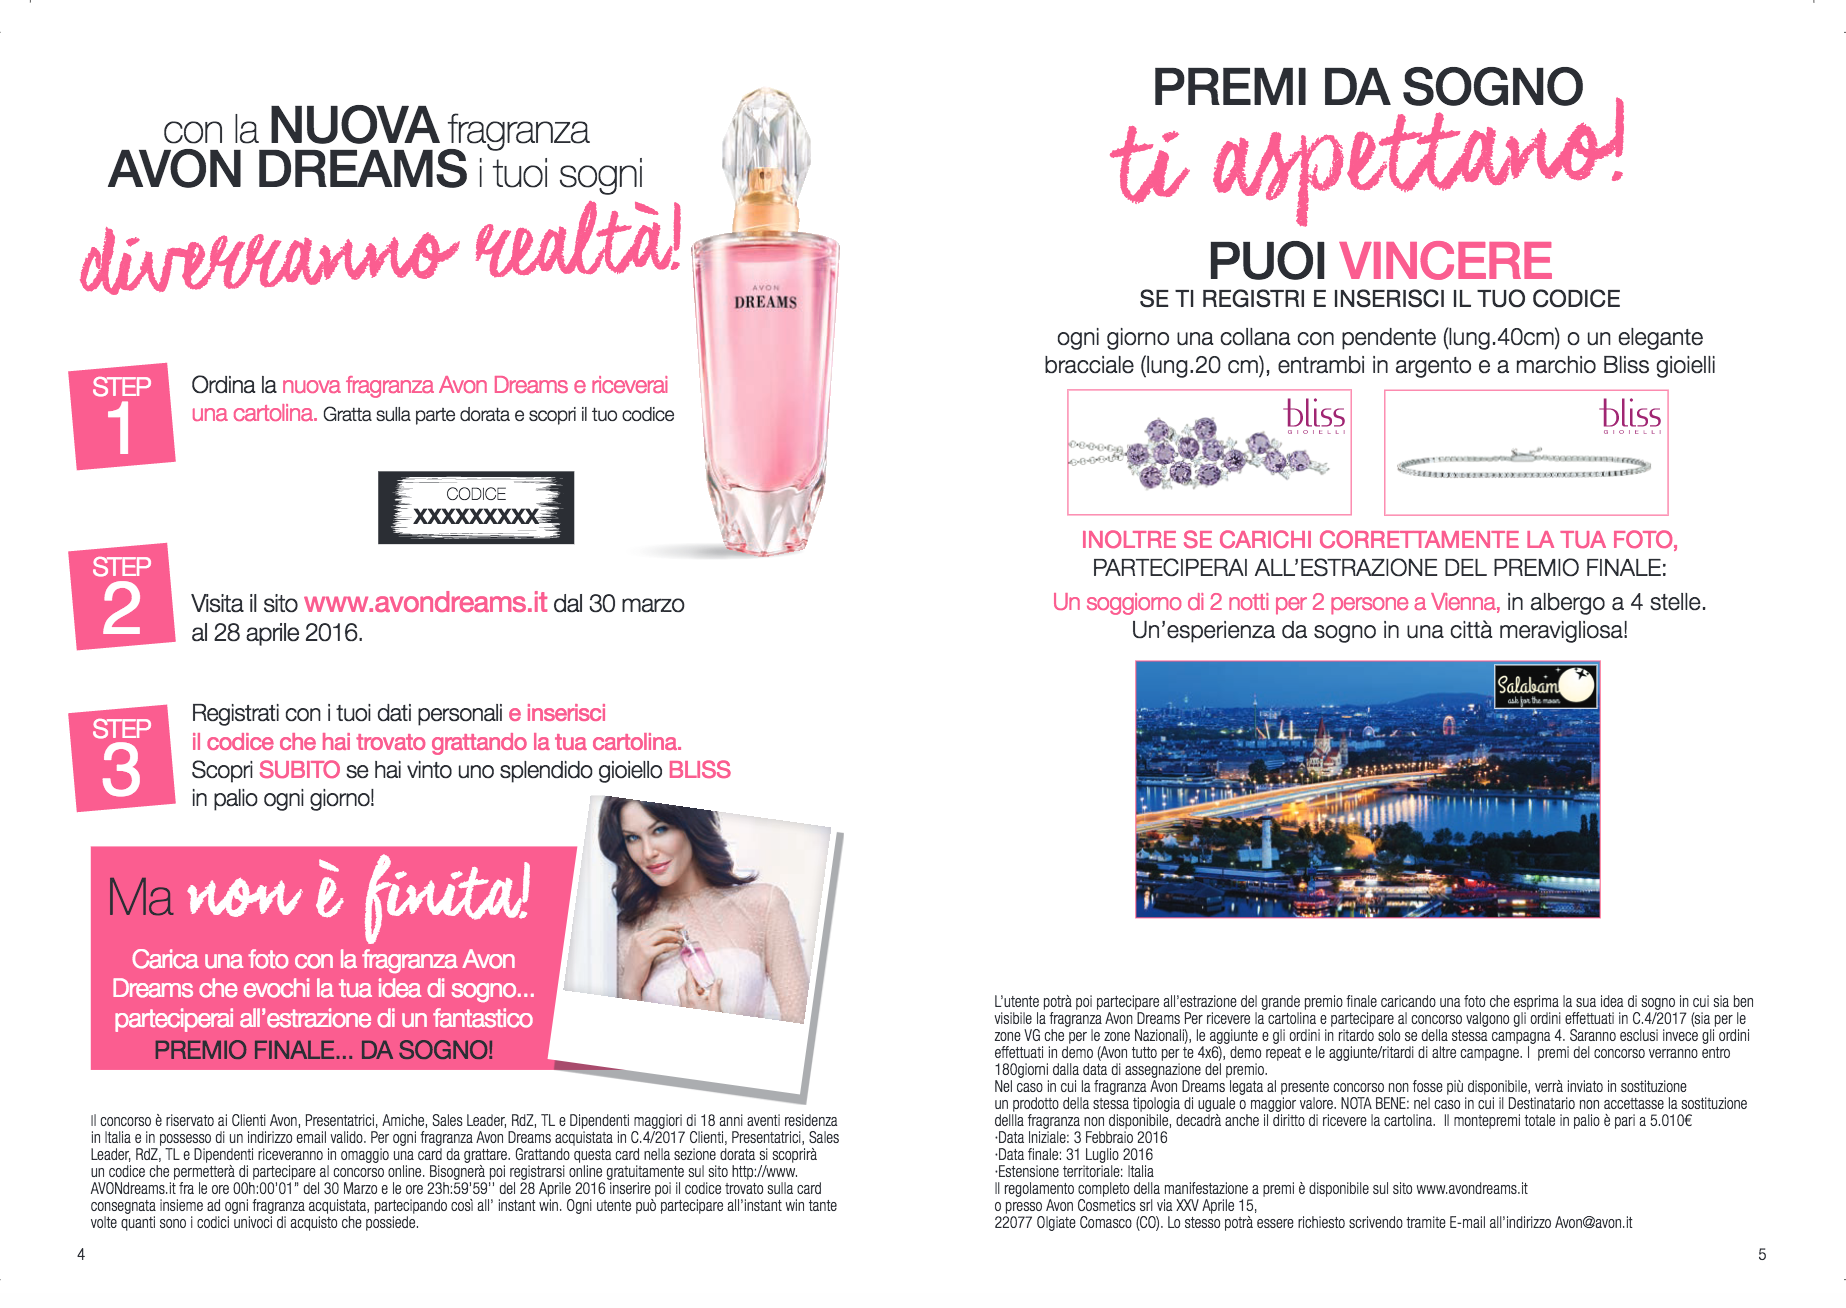 con la NUOVA fragranza
AVON DREAMS i tuoi sogni
diverranno realtà!
AVON
DREAMS
STEP
1
Ordina la nuova fragranza Avon Dreams e riceverai
una cartolina. Gratta sulla parte dorata e scopri il tuo codice
CODICE
XXXXXXXXX
STEP
2
Visita il sito www.avondreams.it dal 30 marzo
al 28 aprile 2016.
STEP
3
Registrati con i tuoi dati personali e inserisci
il codice che hai trovato grattando la tua cartolina.
Scopri SUBITO se hai vinto uno splendido gioiello BLISS
in palio ogni giorno!
Ma non è finita!
Carica una foto con la fragranza Avon
Dreams che evochi la tua idea di sogno...
parteciperai all'estrazione di un fantastico
PREMIO FINALE... DA SOGNO!
Il concorso è riservato ai Clienti Avon, Presentatrici, Amiche, Sales Leader, RdZ, TL e Dipendenti maggiori di 18 anni aventi residenza
in Italia e in possesso di un indirizzo email valido. Per ogni fragranza Avon Dreams acquistata in C.4/2017 Clienti, Presentatrici, Sales
Leader, RdZ, TL e Dipendenti riceveranno in omaggio una card da grattare. Grattando questa card nella sezione dorata si scoprirà
un codice che permetterà di partecipare al concorso online. Bisognerà poi registrarsi online gratuitamente sul sito http://www.
AVONdreams.it fra le ore 00h:00'01" del 30 Marzo e le ore 23h:59'59'' del 28 Aprile 2016 inserire poi il codice trovato sulla card
consegnata insieme ad ogni fragranza acquistata, partecipando così all' instant win. Ogni utente può partecipare all'instant win tante
volte quanti sono i codici univoci di acquisto che possiede.
4
PREMI DA SOGNO
ti aspettano!
PUOI VINCERE
SE TI REGISTRI E INSERISCI IL TUO CODICE
ogni giorno una collana con pendente (lung.40cm) o un elegante
bracciale (lung.20 cm), entrambi in argento e a marchio Bliss gioielli
bliss
GIOIELLI
bliss
GIOIELLI
INOLTRE SE CARICHI CORRETTAMENTE LA TUA FOTO,
PARTECIPERAI ALL'ESTRAZIONE DEL PREMIO FINALE:
Un soggiorno di 2 notti per 2 persone a Vienna, in albergo a 4 stelle.
Un'esperienza da sogno in una città meravigliosa!
Salabam
ask for the moon
L'utente potrà poi partecipare all'estrazione del grande premio finale caricando una foto che esprima la sua idea di sogno in cui sia ben
visibile la fragranza Avon Dreams Per ricevere la cartolina e partecipare al concorso valgono gli ordini effettuati in C.4/2017 (sia per le
zone VG che per le zone Nazionali), le aggiunte e gli ordini in ritardo solo se della stessa campagna 4. Saranno esclusi invece gli ordini
effettuati in demo (Avon tutto per te 4x6), demo repeat e le aggiunte/ritardi di altre campagne. I premi del concorso verranno entro
180giorni dalla data di assegnazione del premio.
Nel caso in cui la fragranza Avon Dreams legata al presente concorso non fosse più disponibile, verrà inviato in sostituzione
un prodotto della stessa tipologia di uguale o maggior valore. NOTA BENE: nel caso in cui il Destinatario non accettasse la sostituzione
dellla fragranza non disponibile, decadrà anche il diritto di ricevere la cartolina. Il montepremi totale in palio è pari a 5.010€
·Data Iniziale: 3 Febbraio 2016
·Data finale: 31 Luglio 2016
·Estensione territoriale: Italia
Il regolamento completo della manifestazione a premi è disponibile sul sito www.avondreams.it
o presso Avon Cosmetics srl via XXV Aprile 15,
22077 Olgiate Comasco (CO). Lo stesso potrà essere richiesto scrivendo tramite E-mail all'indirizzo Avon@avon.it
5